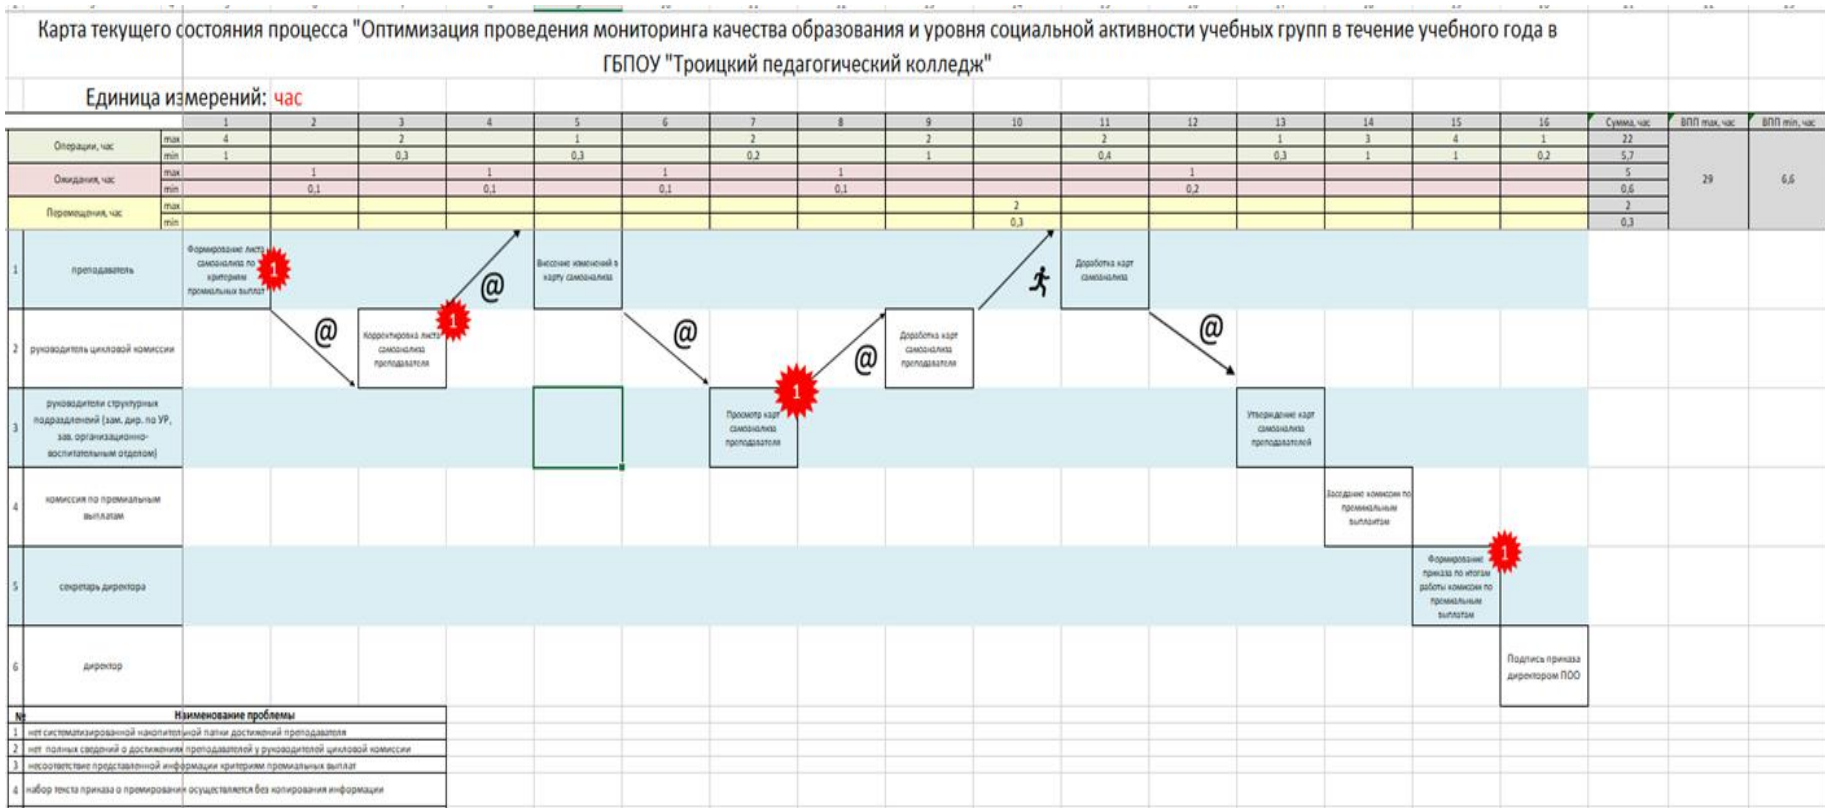 Карта текущего состояния процесса "Оптимизация проведения мониторинга качества образования и уровня социальной активности учебных групп в течение учебного года в
ГБПОУ "Троицкий педагогический колледж"
Единица измерений: час
1 2 3 4 5 6 7 8 9 10 11 12 13 14 15 16 Сумма, час ВПП max, час ВПП min, час
Операции, час
max 4 2 1 2 2 2 1 3 4 1 22
min 1 0,3 0,3 0,2 1 0,4 0,3 1 1 0,2 5,7
Ожидания, час
max 1 1 1 1 1 5
min 0,1 0,1 0,1 0,1 0,2 0,6
29 6,6
Перемещения, час
max 2 2
min 0,3 0,3
1 преподаватель
Формирование листа
самоанализа по
критериям
премиальных выплат
1
@
Внесение изменений в
карту самоанализа
Доработка карт
самоанализа
2 руководитель цикловой комиссии
@
Корректировка листа
самоанализа
преподавателя
1
@
@
Доработка карт
самоанализа
преподавателя
@
3
руководители структурных
подразделений (зам. дир. по УР,
зав. организационно-
воспитательным отделом)
Просмотр карт
самоанализа
преподавателя
1
Утверждение карт
самоанализа
преподавателей
4
комиссия по премиальным
выплатам
Заседание комиссии по
премиальным
выплатам
5 секретарь директора
Формирование
приказа по итогам
работы комиссии по
премиальным
выплатам
1
6 директор
Подпись приказа
директором ПОО
№ Наименование проблемы
1 нет систематизированной накопительной папки достижений преподавателя
2 нет полных сведений о достижениях преподавателей у руководителей цикловой комиссии
3 несоответствие представленной информации критериям премиальных выплат
4 набор текста приказа о премировании осуществляется без копирования информации